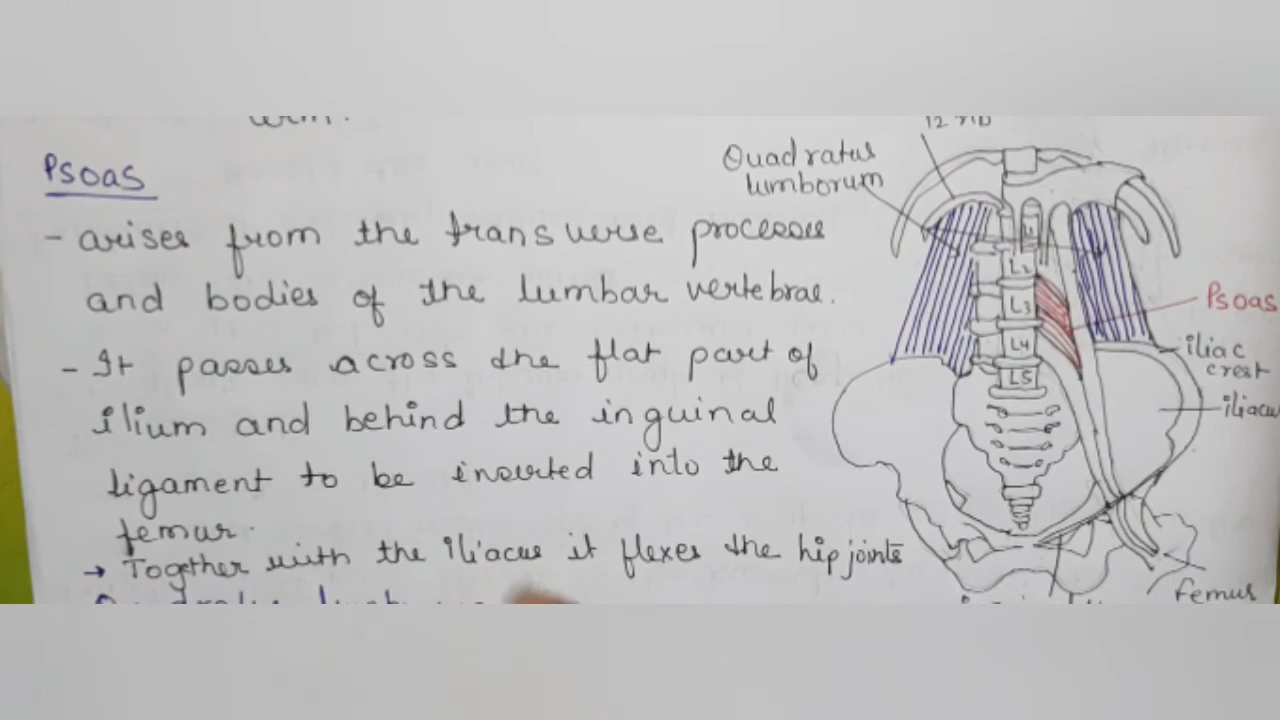 Psoas
- arises from the transverse processes
and bodies of the lumbar vertebrae.
- It passes across the flat part of
ilium and behind the inguinal
ligament to be inserted into the
femur.
→ Together with the iliacus it flexes the hip joints
12 rib
Quadratus
lumborum
L2
L3
L4
L5
Psoas
iliac
crest
iliacus
femur